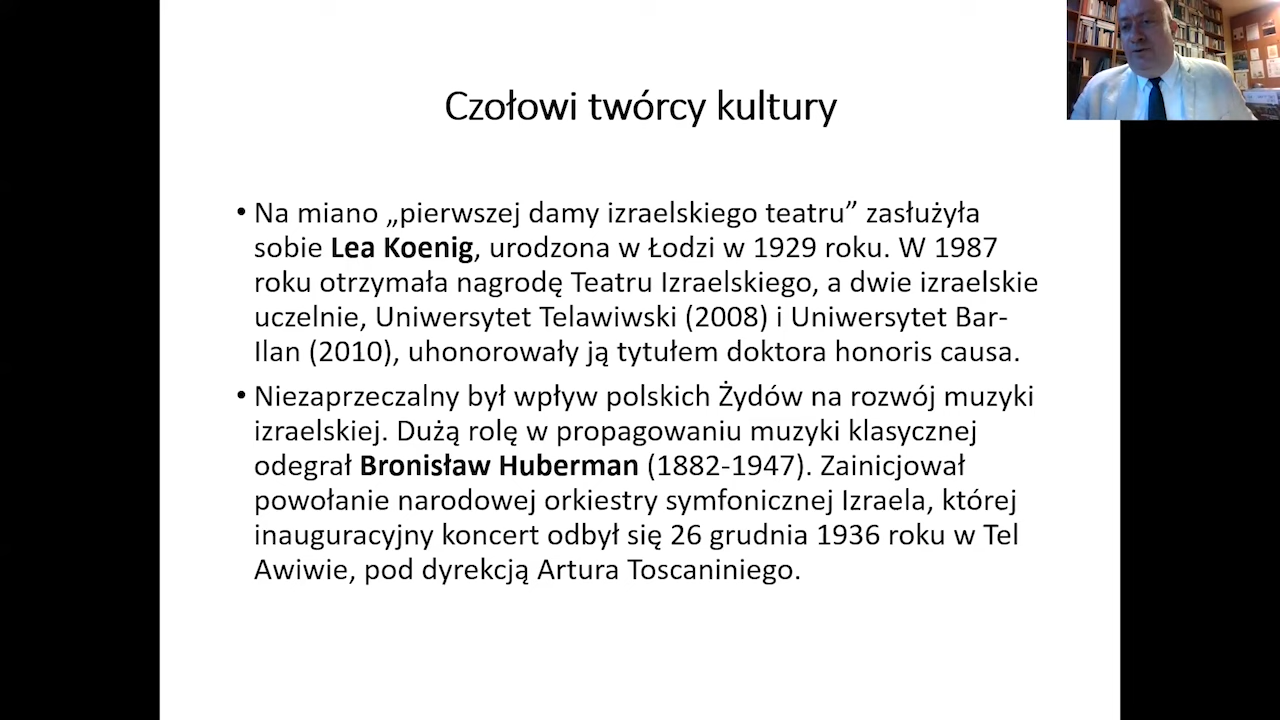 Czołowi twórcy kultury
• Na miano „pierwszej damy izraelskiego teatru” zasłużyła
sobie Lea Koenig, urodzona w Łodzi w 1929 roku. W 1987
roku otrzymała nagrodę Teatru Izraelskiego, a dwie izraelskie
uczelnie, Uniwersytet Telawiwski (2008) i Uniwersytet Bar-
Ilan (2010), uhonorowały ją tytułem doktora honoris causa.
• Niezaprzeczalny był wpływ polskich Żydów na rozwój muzyki
izraelskiej. Dużą rolę w propagowaniu muzyki klasycznej
odegrał Bronisław Huberman (1882-1947). Zainicjował
powołanie narodowej orkiestry symfonicznej Izraela, której
inauguracyjny koncert odbył się 26 grudnia 1936 roku w Tel
Awiwie, pod dyrekcją Artura Toscaniniego.